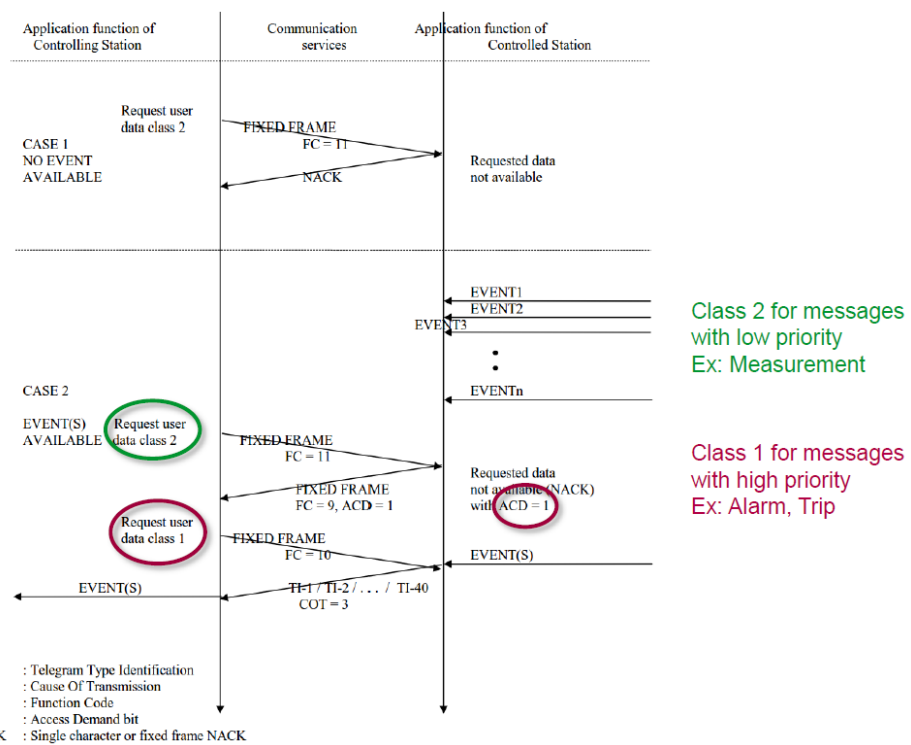 Application function of
Controlling Station
Communication
services
Application function of
Controlled Station
Request user
data class 2
CASE 1
NO EVENT
AVAILABLE
FIXED FRAME
FC = 11
NACK
Requested data
not available
EVENT1
EVENT2
EVENT3
EVENTn
Class 2 for messages
with low priority
Ex: Measurement
CASE 2
EVENT(S)
AVAILABLE
Request user
data class 2
FIXED FRAME
FC = 11
FIXED FRAME
FC = 9, ACD = 1
Requested data
not available (NACK)
with ACD = 1
Class 1 for messages
with high priority
Ex: Alarm, Trip
Request user
data class 1
FIXED FRAME
FC = 10
EVENT(S)
TI-1 / TI-2 / . . . / TI-40
COT = 3
EVENT(S)
: Telegram Type Identification
: Cause Of Transmission
: Function Code
: Access Demand bit
K : Single character or fixed frame NACK